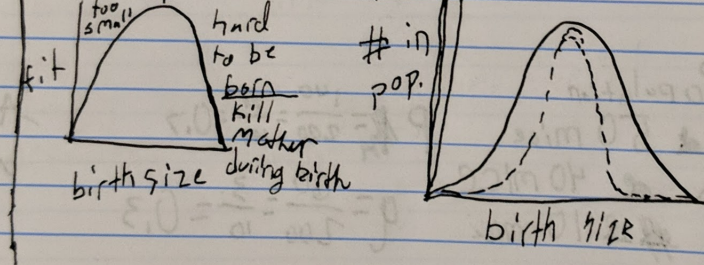 too
small
hard
to be
born
kill
mother
during birth
fit
birth size
# in
pop.
birth size